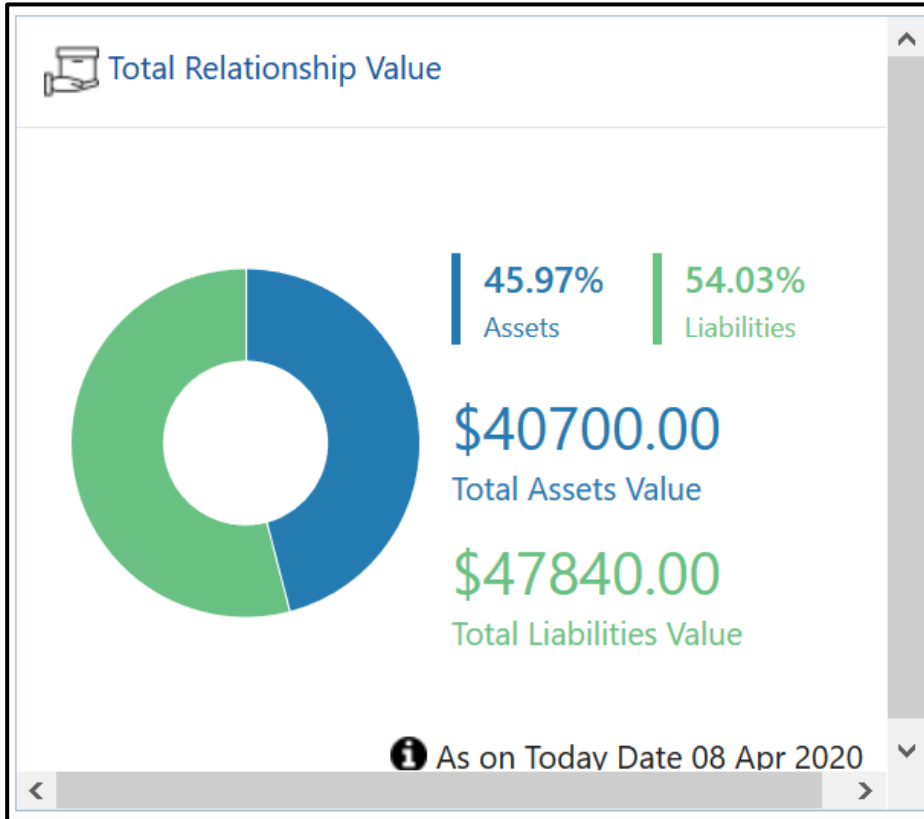 Total Relationship Value
45.97% 54.03%
Assets Liabilities
$40700.00
Total Assets Value
$47840.00
Total Liabilities Value
As on Today Date 08 Apr 2020